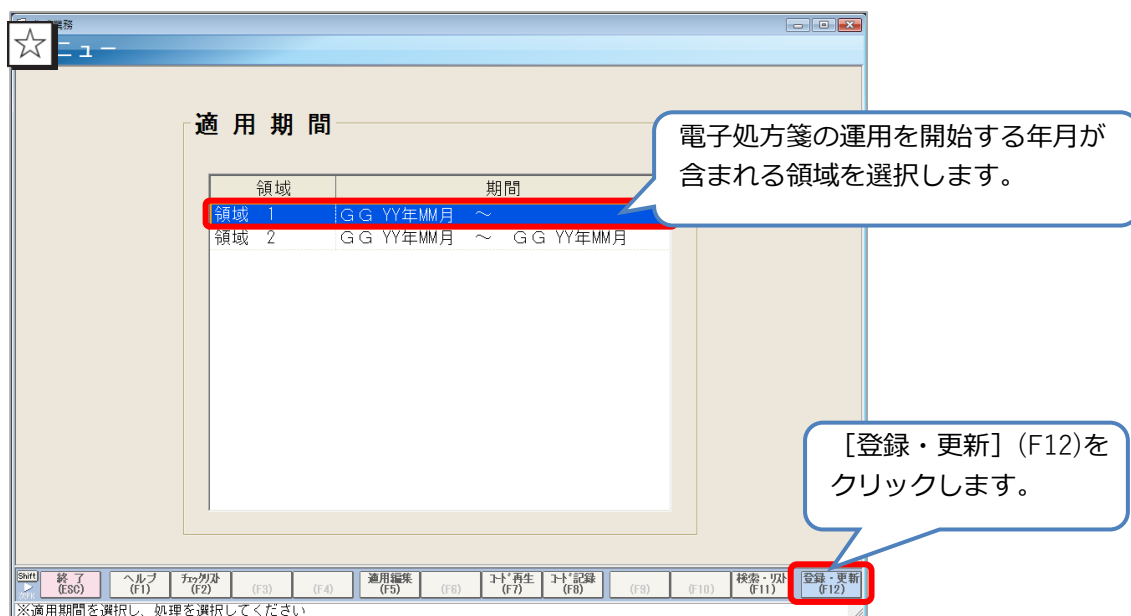 業務
ニュー
適用期間
電子処方箋の運用を開始する年月が
含まれる領域を選択します。
領域 期間
領域 1 ＧＧ YY年MM月 ～
領域 2 ＧＧ YY年MM月 ～ ＧＧ YY年MM月
［登録・更新］(F12)を
クリックします。
Shift 終了 ヘルプ ﾁｪｯｸﾘｽﾄ 適用編集 ｺｰﾄﾞ再生 ｺｰﾄﾞ記録 検索・ﾘｽﾄ 登録・更新
(ESC) (F1) (F2) (F3) (F4) (F5) (F6) (F7) (F8) (F9) (F10) (F11) (F12)
※適用期間を選択し、処理を選択してください